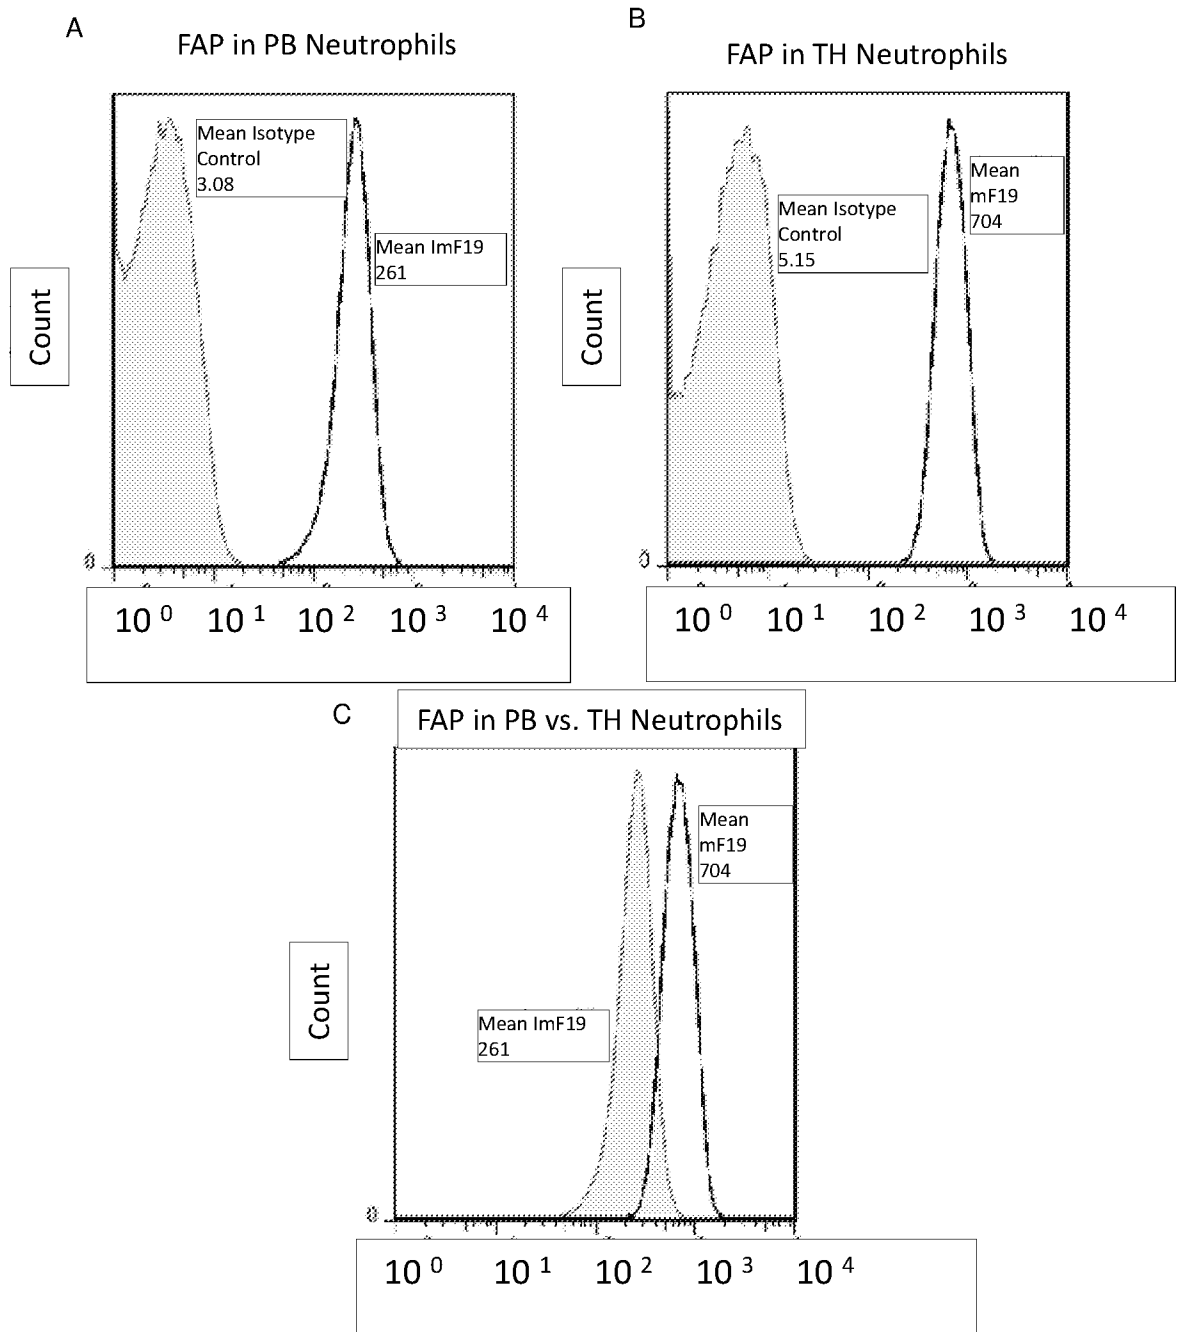 A
FAP in PB Neutrophils
Mean Isotype
Control
3.08
Mean ImF19
261
Count
0
10 0 10 1 10 2 10 3 10 4
B
FAP in TH Neutrophils
Mean
mF19
704
Mean Isotype
Control
5.15
Count
0
10 0 10 1 10 2 10 3 10 4
C
FAP in PB vs. TH Neutrophils
Mean
mF19
704
Mean ImF19
261
Count
0
10 0 10 1 10 2 10 3 10 4